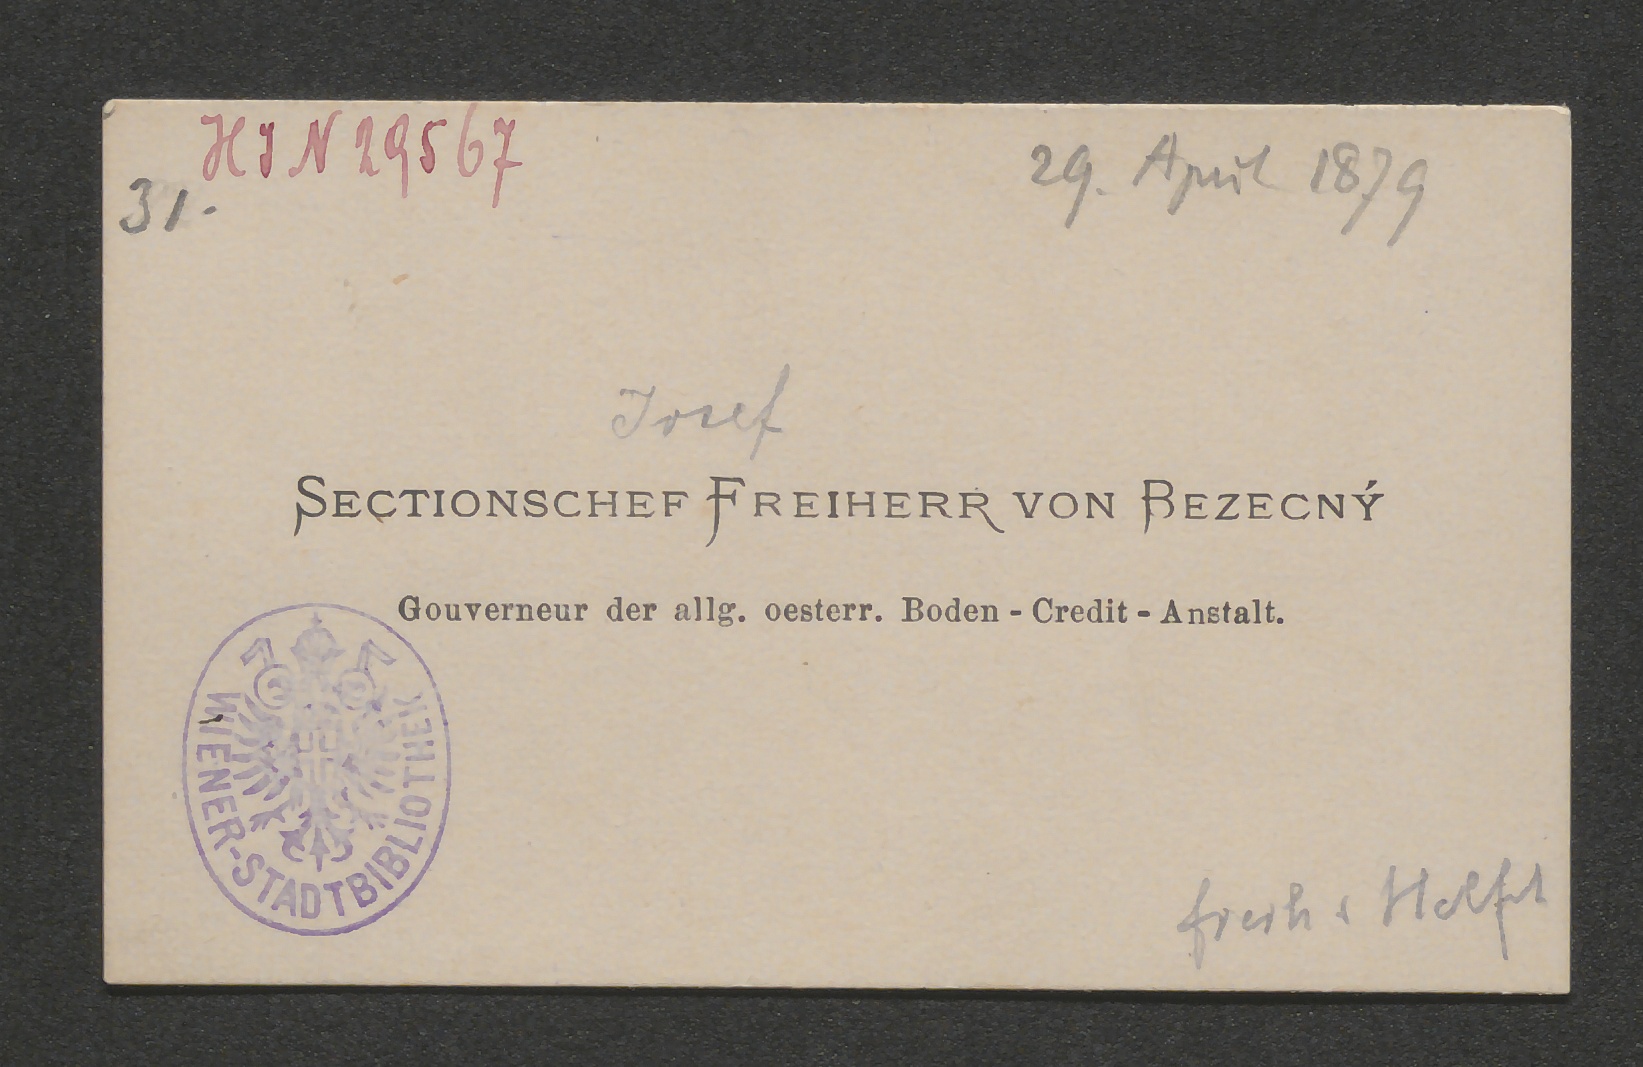 HIN 29567
29. April 1879
31.
Josef
SECTIONSCHEF FREIHERR VON BEZECNÝ
Gouverneur der allg. oesterr. Boden-Credit-Anstalt.
WIENER-STADTBIBLIOTHEK